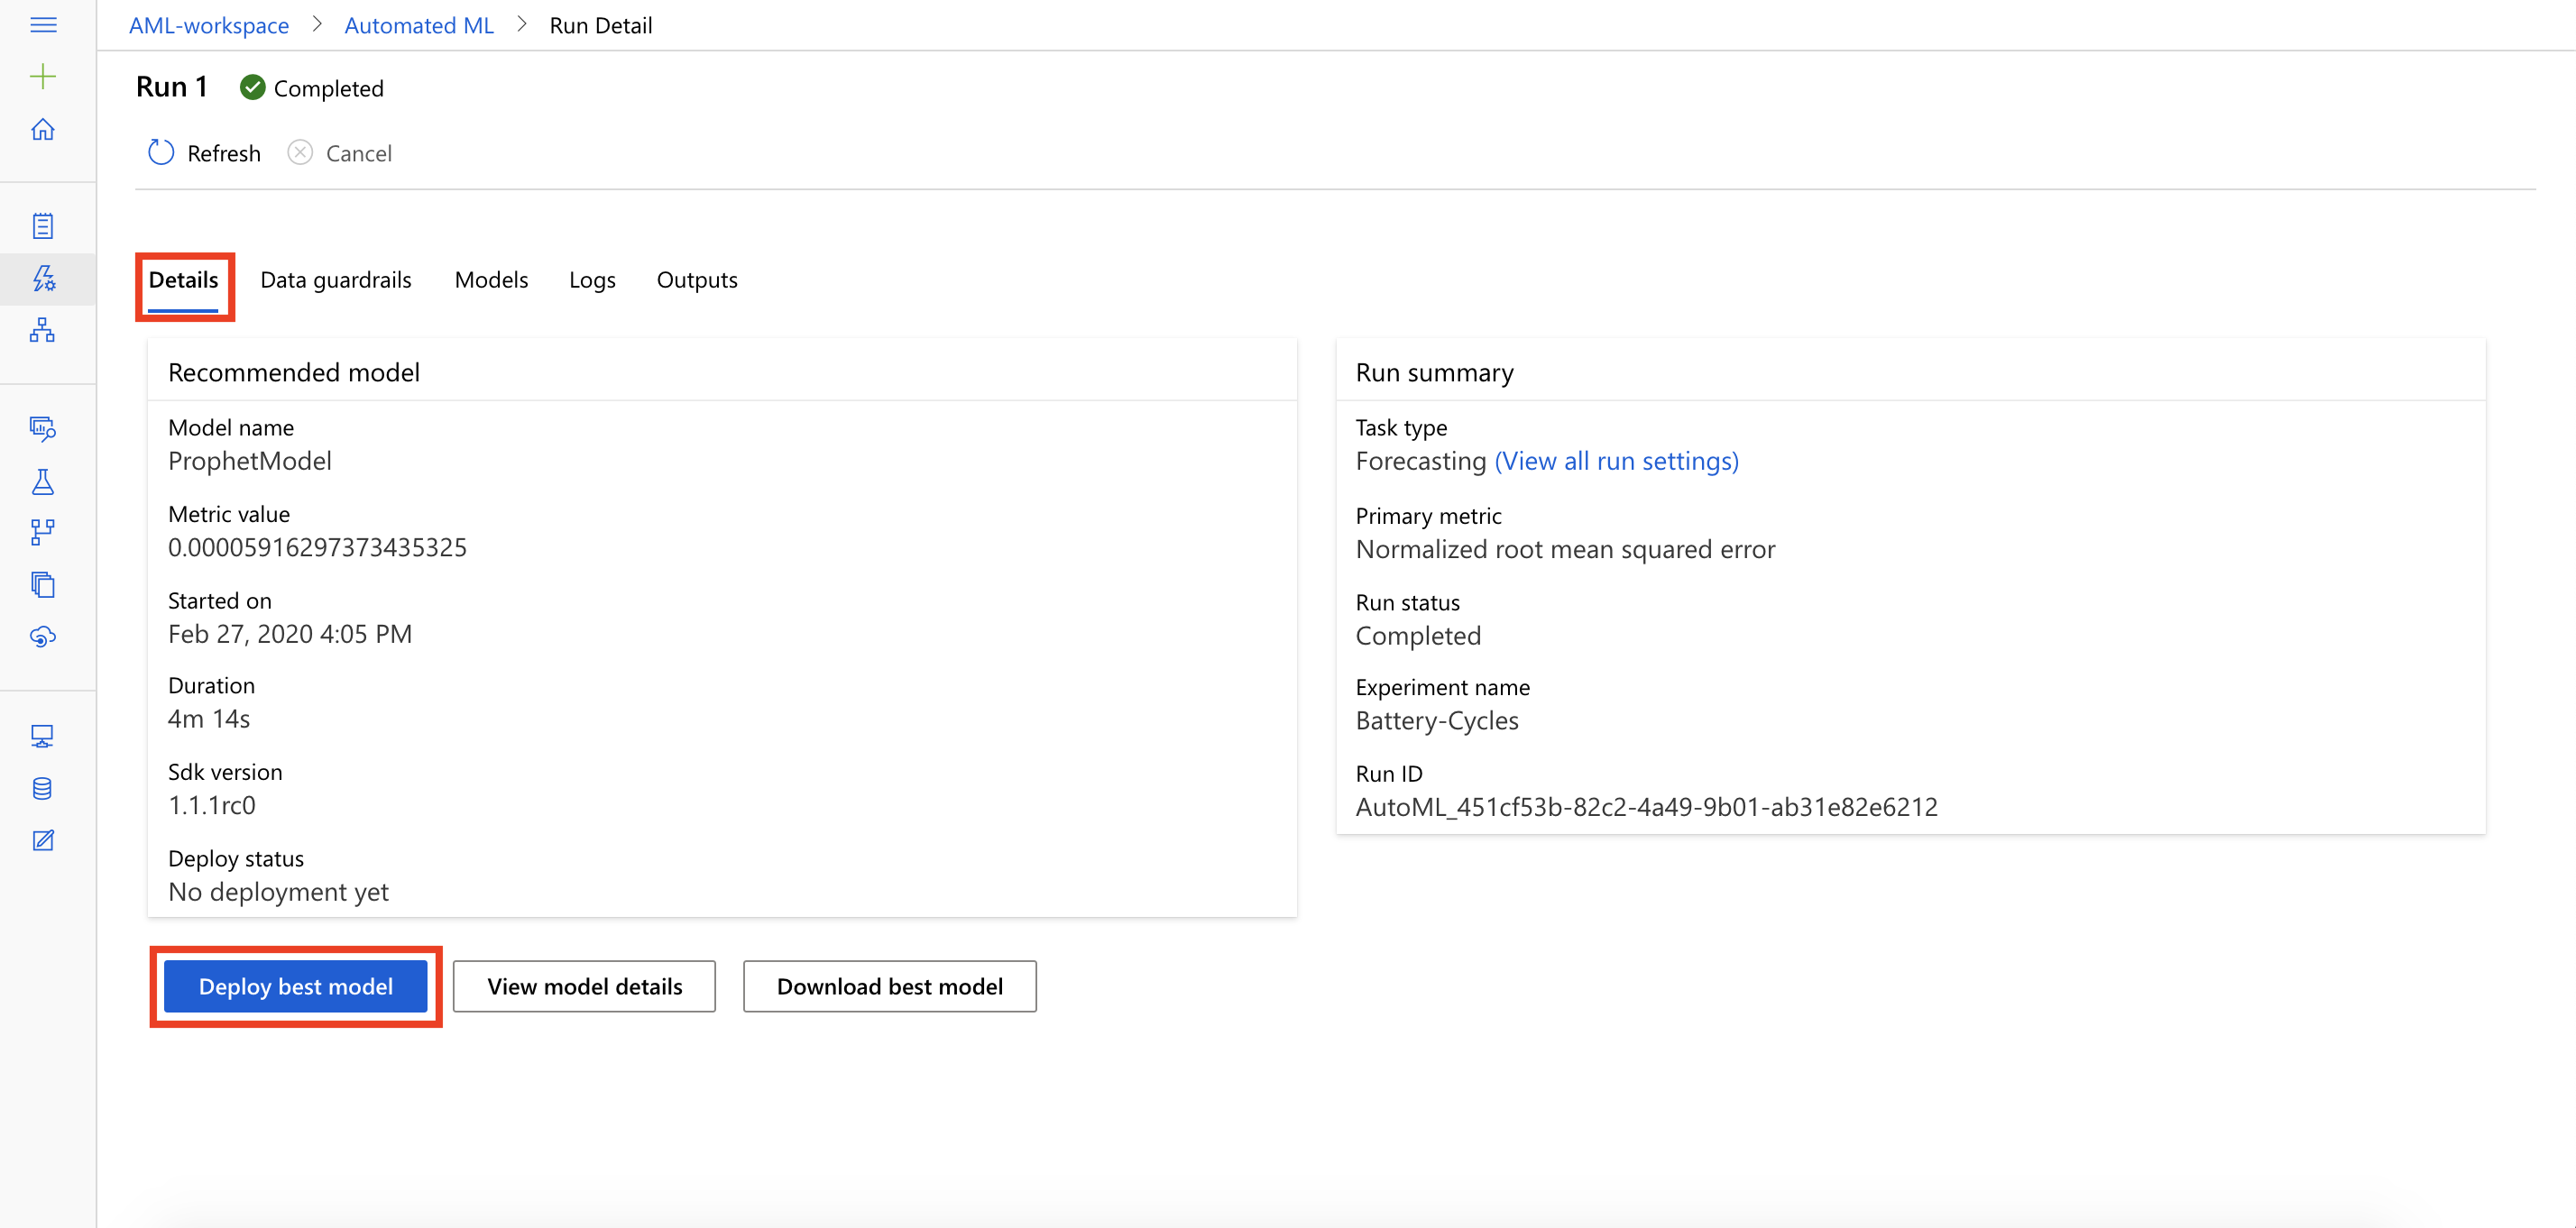 AML-workspace > Automated ML > Run Detail
Run 1 Completed
Refresh Cancel
Details Data guardrails Models Logs Outputs
Recommended model
Model name
ProphetModel
Metric value
0.00005916297373435325
Started on
Feb 27, 2020 4:05 PM
Duration
4m 14s
Sdk version
1.1.1rc0
Deploy status
No deployment yet
Run summary
Task type
Forecasting (View all run settings)
Primary metric
Normalized root mean squared error
Run status
Completed
Experiment name
Battery-Cycles
Run ID
AutoML_451cf53b-82c2-4a49-9b01-ab31e82e6212
Deploy best model View model details Download best model